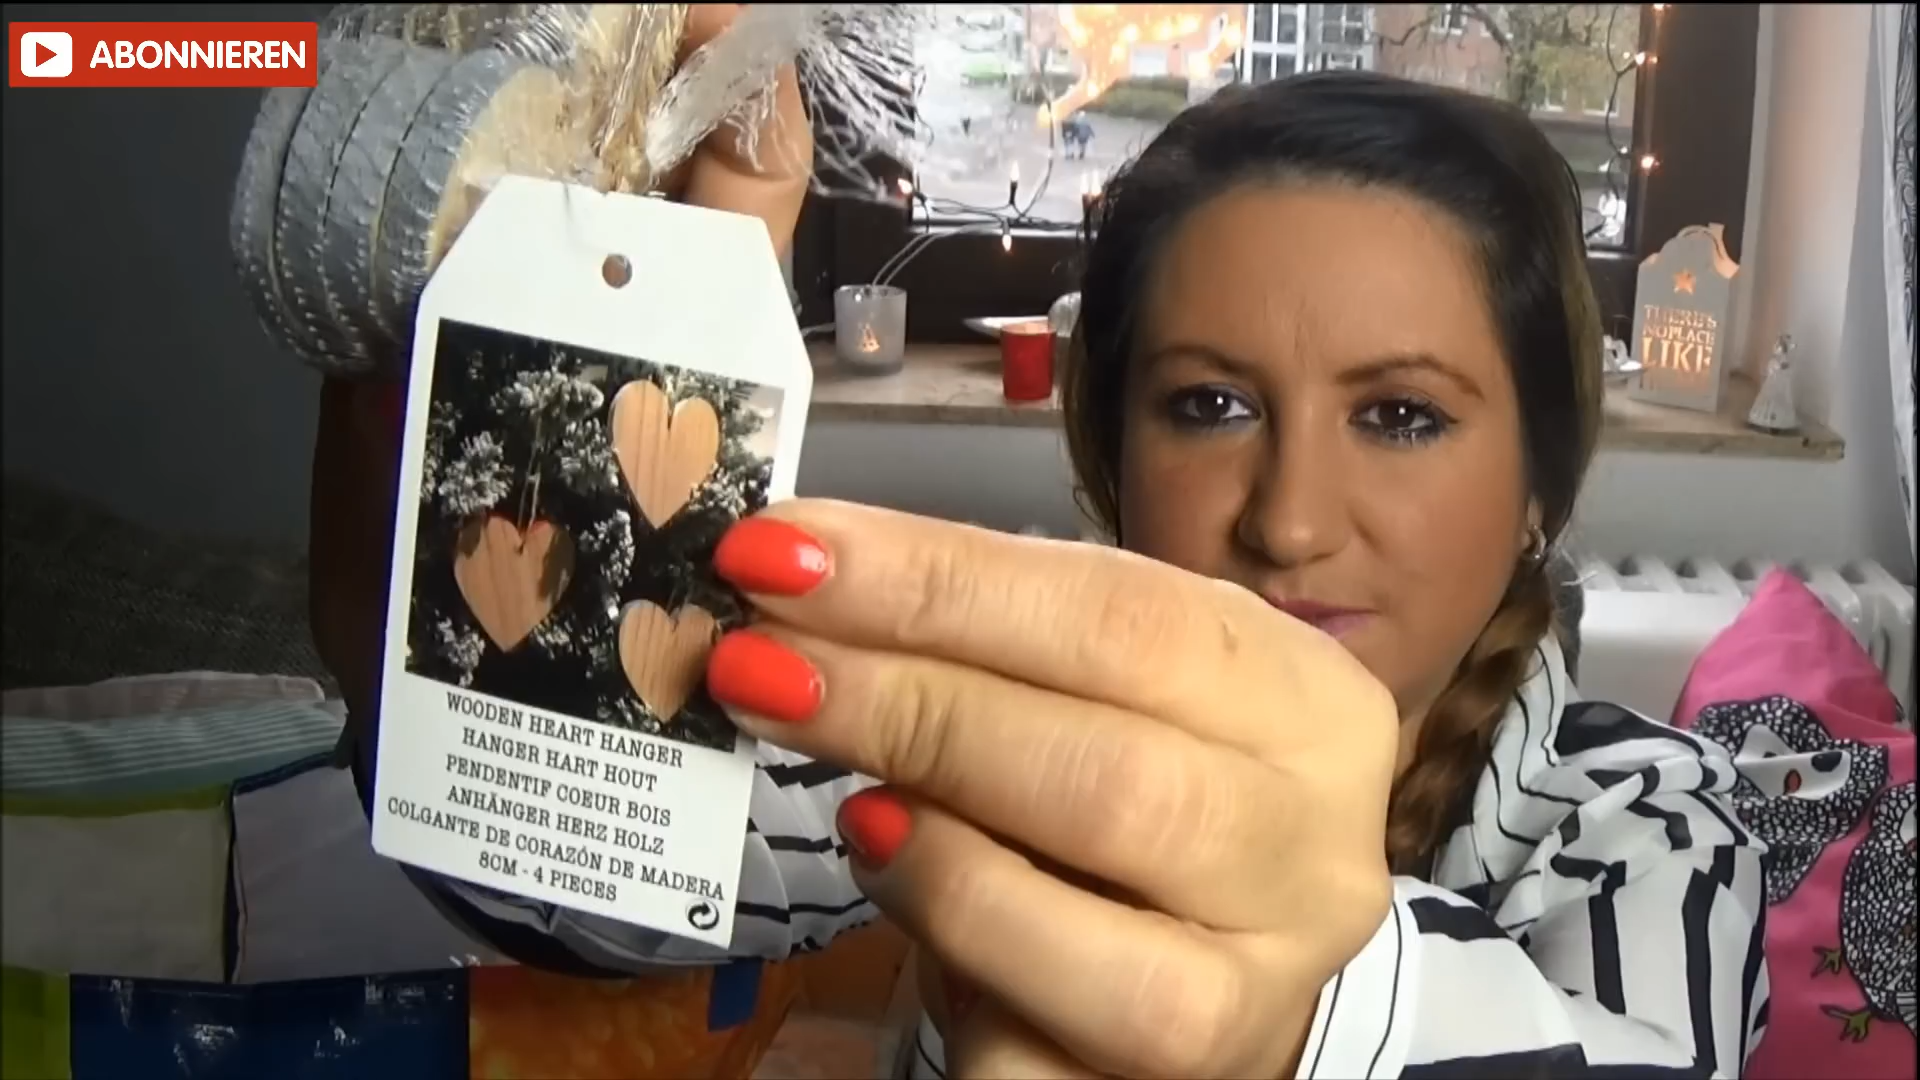 ABONNIEREN
THERE'S
NO PLACE
LIKE
WOODEN HEART HANGER
HANGER HART HOUT
PENDENTIF COEUR BOIS
ANHÄNGER HERZ HOLZ
COLGANTE DE CORAZÓN DE MADERA
8CM - 4 PIECES